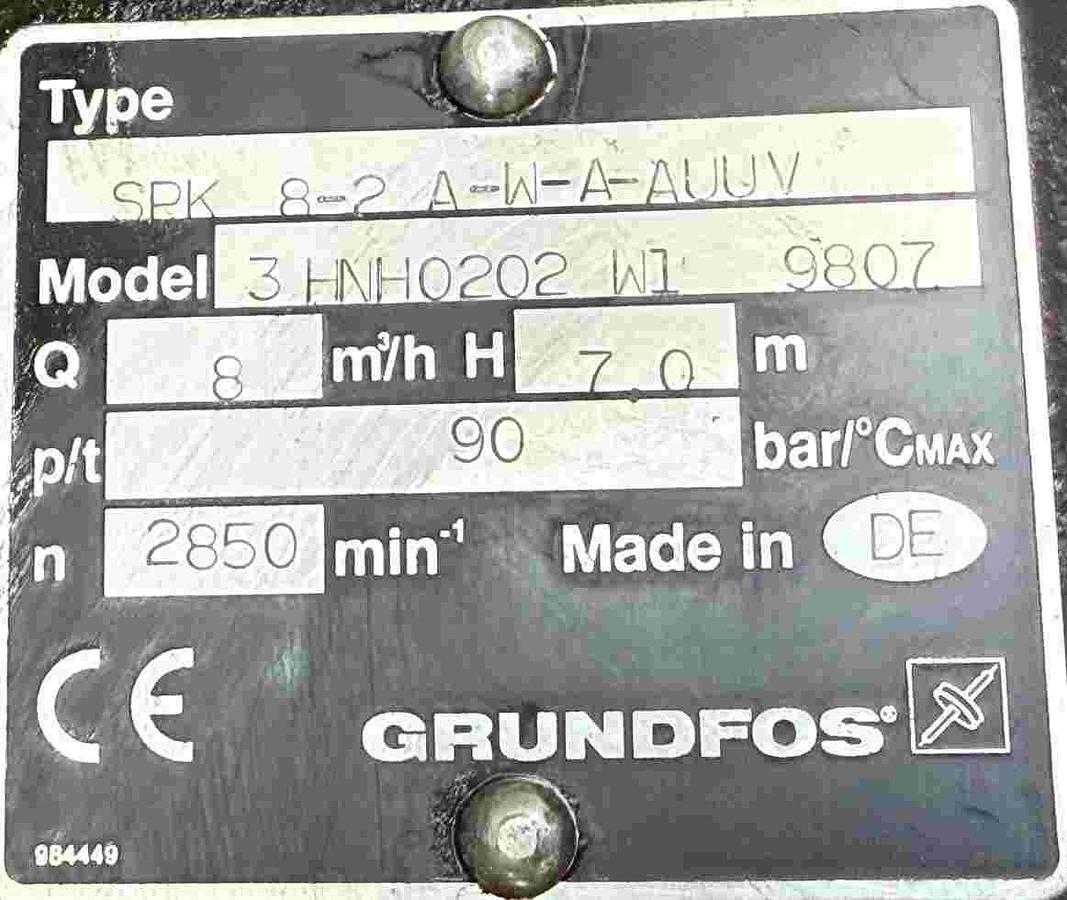 Type
SPK 8-2 A-W-A-AUUV
Model 3 HNH0202 W1 9807
Q 8 m³/h H 7.0 m
p/t 90 bar/°CMAX
n 2850 min⁻¹ Made in DE
CE
GRUNDFOS®
984449